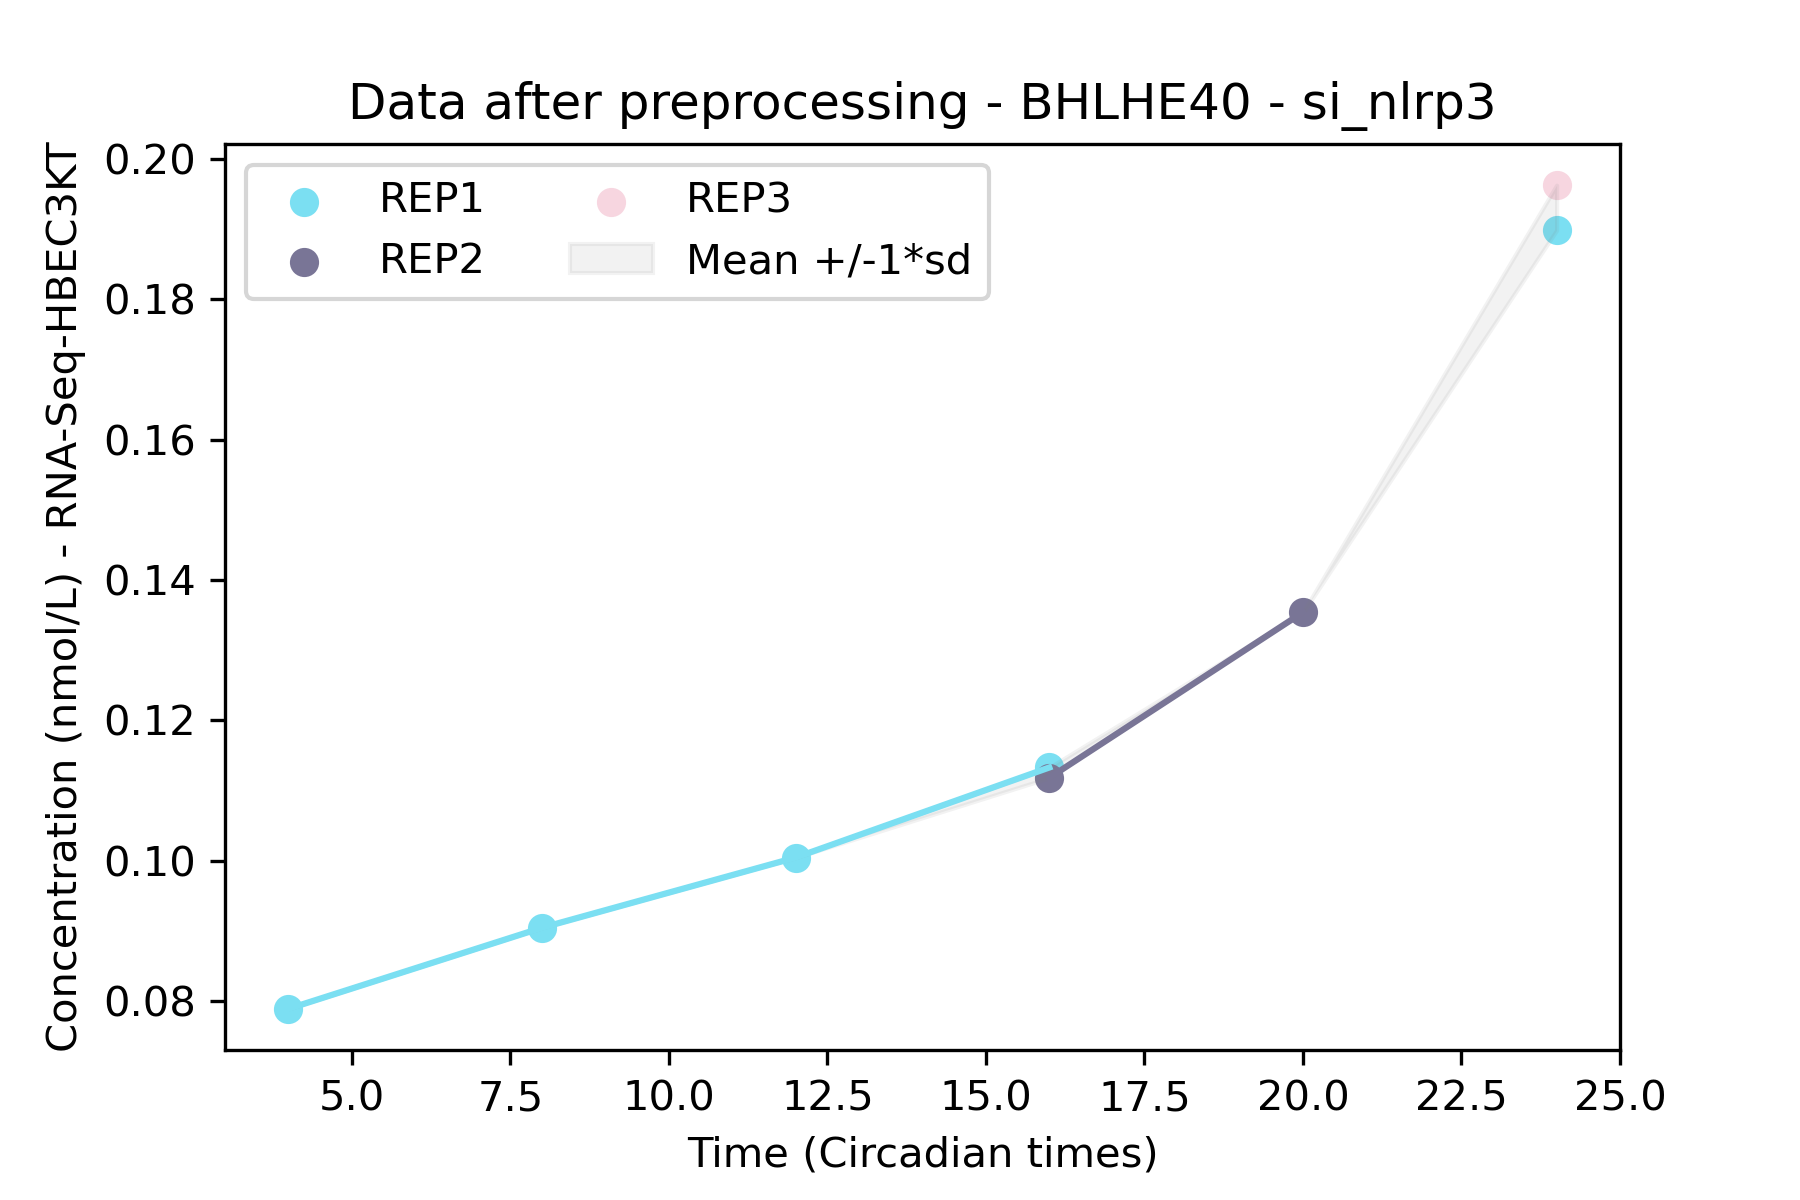 Data after preprocessing - BHLHE40 - si_nlrp3
Concentration (nmol/L) - RNA-Seq-HBEC3KT
0.20
0.18
0.16
0.14
0.12
0.10
0.08
REP1
REP2
REP3
Mean +/-1*sd
5.0 7.5 10.0 12.5 15.0 17.5 20.0 22.5 25.0
Time (Circadian times)